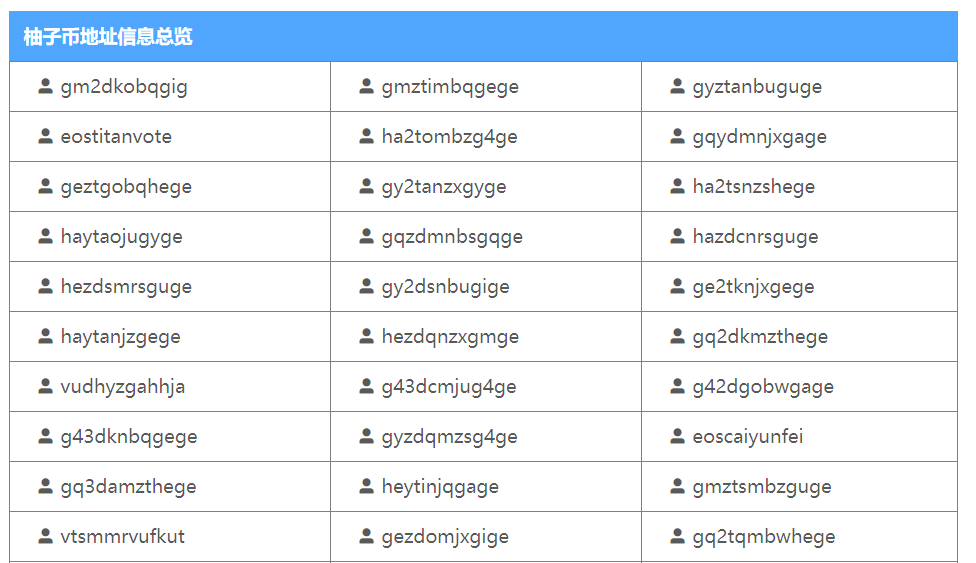 柚子币地址信息总览
gm2dkobqgig gmztimbqgege gyztanbuguge
eostitanvote ha2tombzg4ge gqydmnjxgage
geztgobqhege gy2tanzxgyge ha2tsnzshege
haytaojugyge gqzdmnbsgqge hazdcnrsguge
hezdsmrsguge gy2dsnbugige ge2tknjxgege
haytanjzgege hezdqnzxgmge gq2dkmzthege
vudhyzgahhja g43dcmjug4ge g42dgobwgage
g43dknbqgege gyzdqmzsg4ge eoscaiyunfei
gq3damzthege heytinjqgage gmztsmbzguge
vtsmmrvufkut gezdomjxgige gq2tqmbwhege